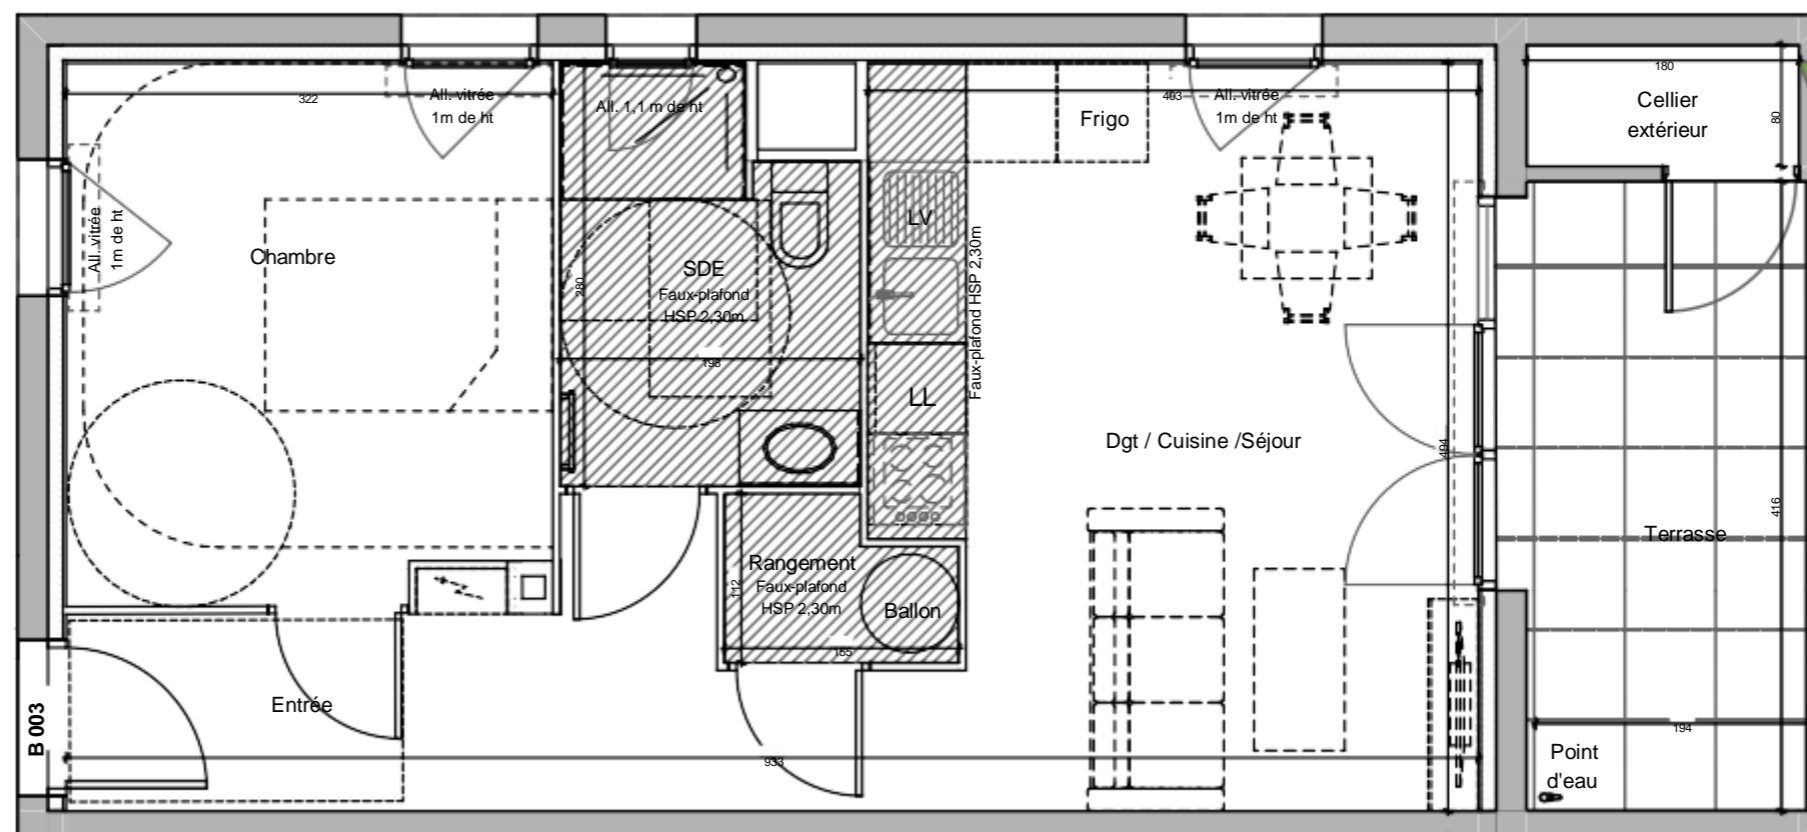 322
All. vitrée
1m de ht
All. 1,1 m de ht
403
All. vitrée
1m de ht
Frigo
180
Cellier
extérieur
80
All. vitrée
1m de ht
Chambre
280
SDE
Faux-plafond
HSP 2,30m
198
LV
LL
Faux-plafond HSP 2,30m
Dgt / Cuisine /Séjour
494
416
Terrasse
Rangement
Faux-plafond
HSP 2,30m
112
155
Ballon
Entrée
B 003
933
194
Point
d'eau